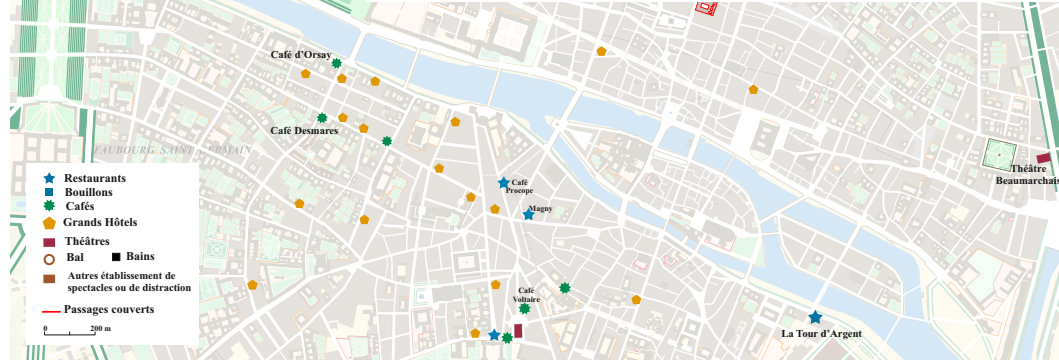 Café d'Orsay
Café Desmares
FAUBOURG SAINT GERMAIN
Théâtre
Beaumarchais
Restaurants
Bouillons
Cafés
Grands Hôtels
Théâtres
Bal
Bains
Autres établissement de
spectacles ou de distraction
Passages couverts
0
200 m
Café
Procope
Magny
Café
Voltaire
La Tour d'Argent